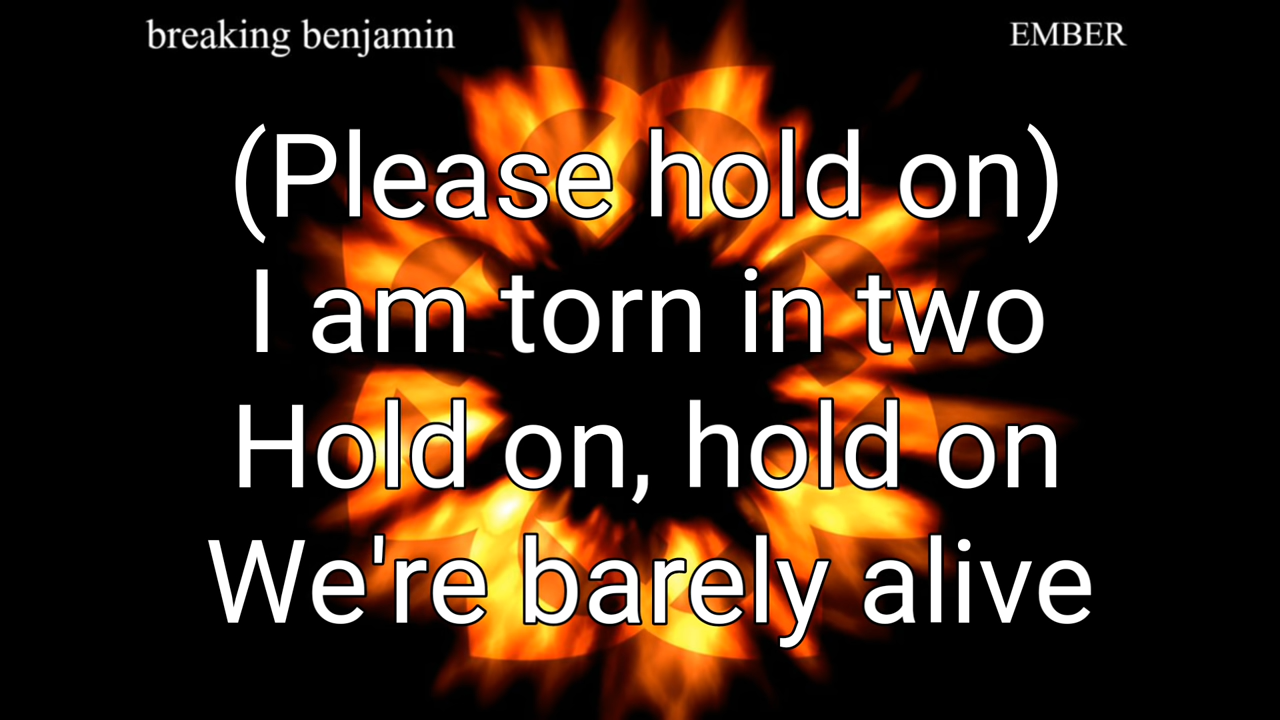 breaking benjamin
EMBER
(Please hold on)
I am torn in two
Hold on, hold on
We're barely alive